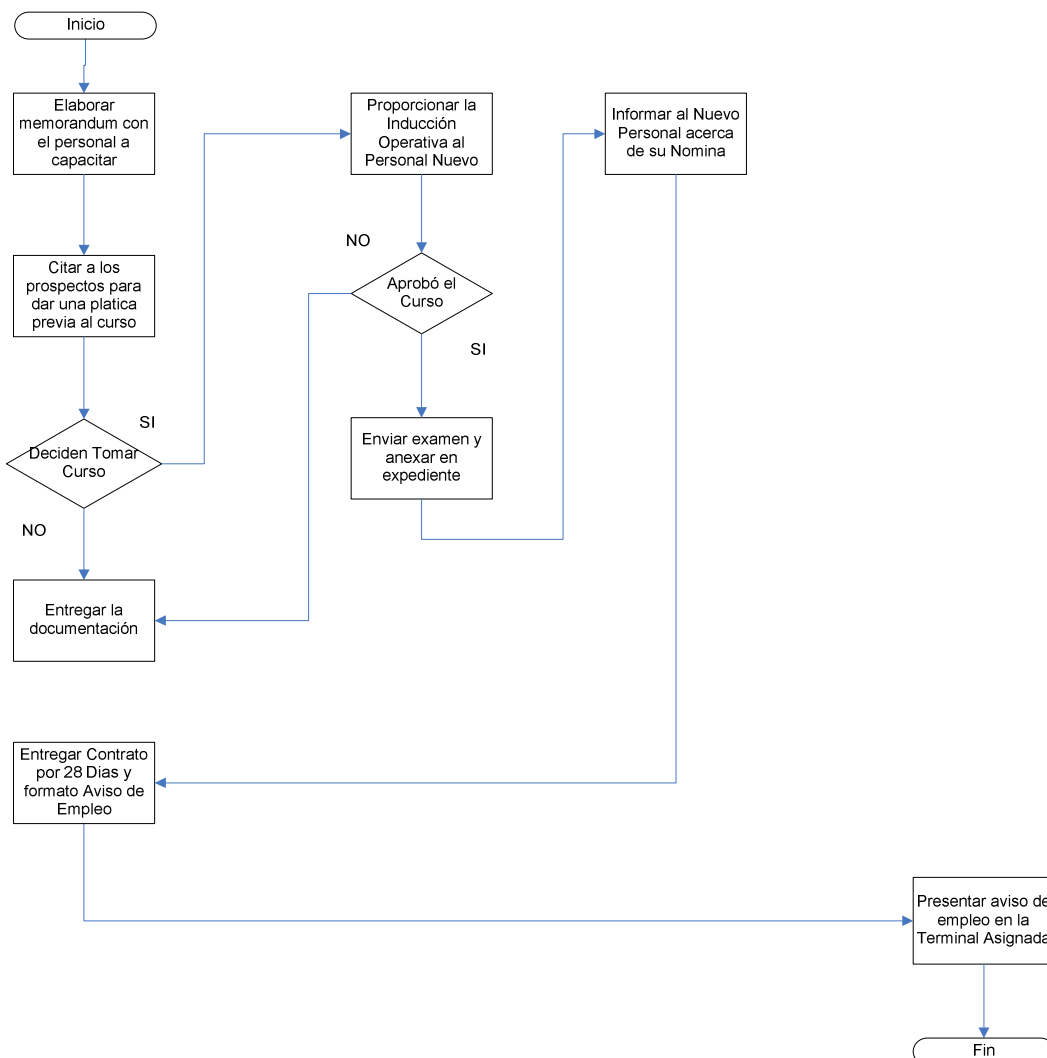 Inicio
Elaborar
memorandum con
el personal a
capacitar
Proporcionar la
Inducción
Operativa al
Personal Nuevo
Informar al Nuevo
Personal acerca
de su Nomina
Citar a los
prospectos para
dar una platica
previa al curso
NO
Aprobó el
Curso
SI
SI
Deciden Tomar
Curso
NO
Enviar examen y
anexar en
expediente
Entregar la
documentación
Entregar Contrato
por 28 Dias y
formato Aviso de
Empleo
Presentar aviso de
empleo en la
Terminal Asignada
Fin